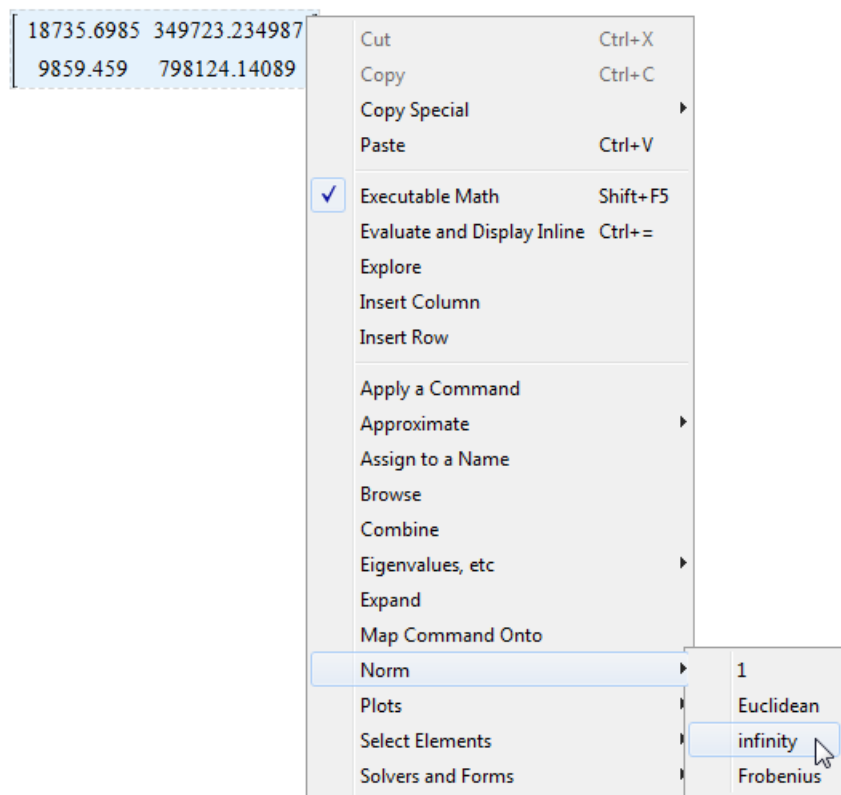 18735.6985 349723.234987
9859.459 798124.14089
Cut Ctrl+X
Copy Ctrl+C
Copy Special
Paste Ctrl+V
Executable Math Shift+F5
Evaluate and Display Inline Ctrl+=
Explore
Insert Column
Insert Row
Apply a Command
Approximate
Assign to a Name
Browse
Combine
Eigenvalues, etc
Expand
Map Command Onto
Norm
Plots
Select Elements
Solvers and Forms
1
Euclidean
infinity
Frobenius